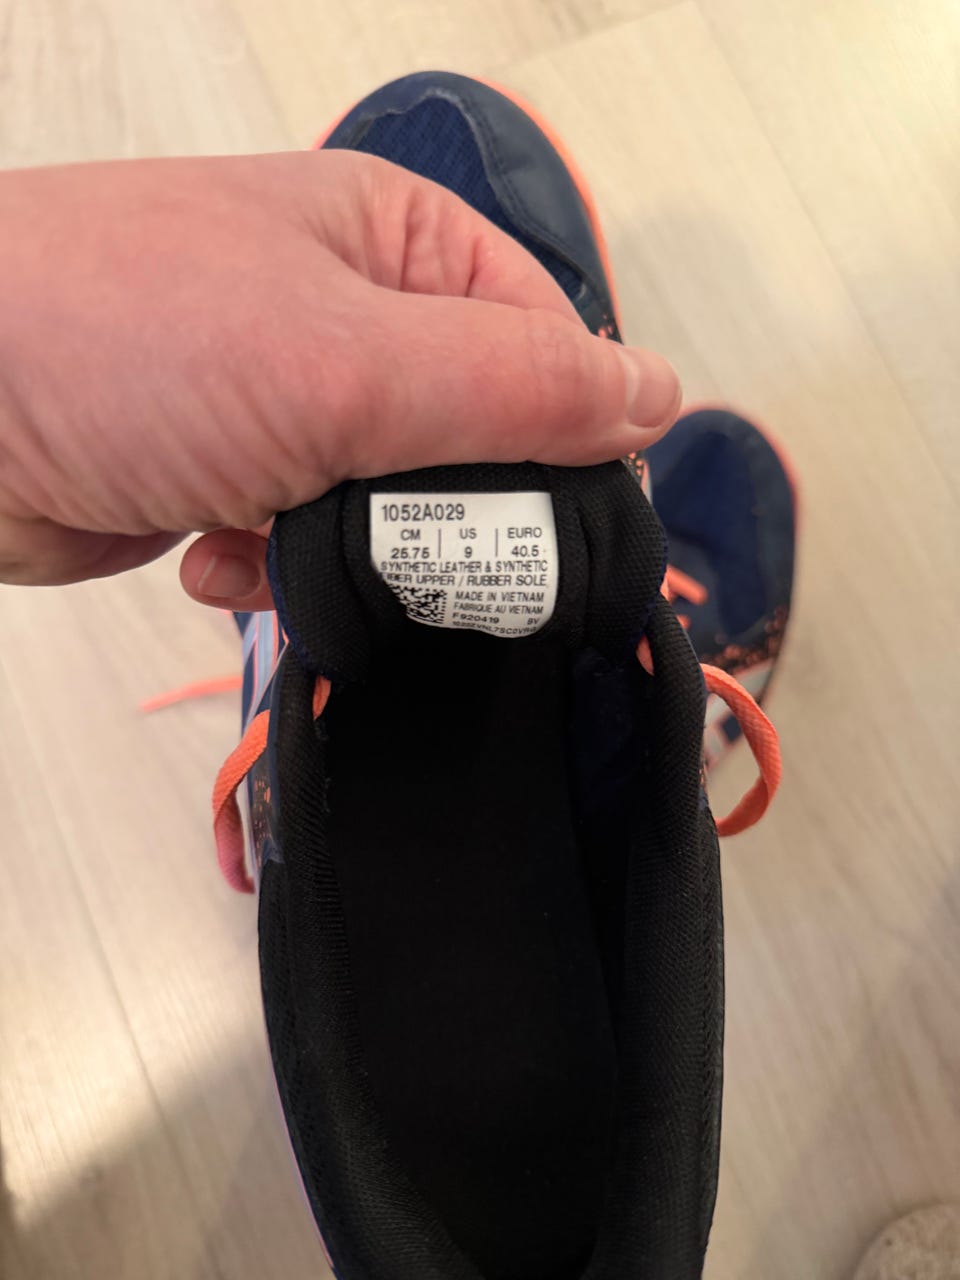 1052A029
CM | US | EURO
25.75 | 9 | 40.5
SYNTHETIC LEATHER & SYNTHETIC
UPPER / RUBBER SOLE
MADE IN VIETNAM
FABRIQUE AU VIETNAM
F920419 BV